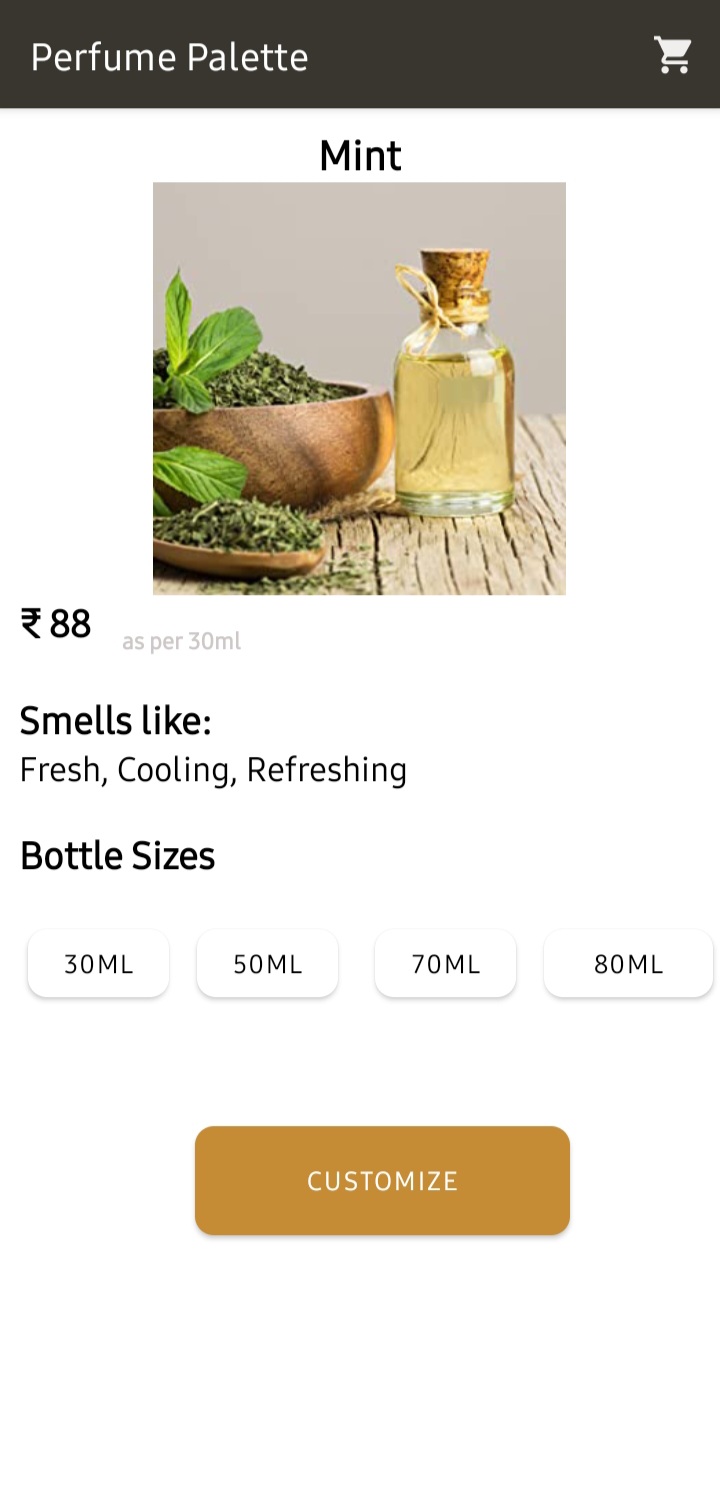 Perfume Palette
Mint
₹ 88 as per 30ml
Smells like:
Fresh, Cooling, Refreshing
Bottle Sizes
30ML 50ML 70ML 80ML
CUSTOMIZE